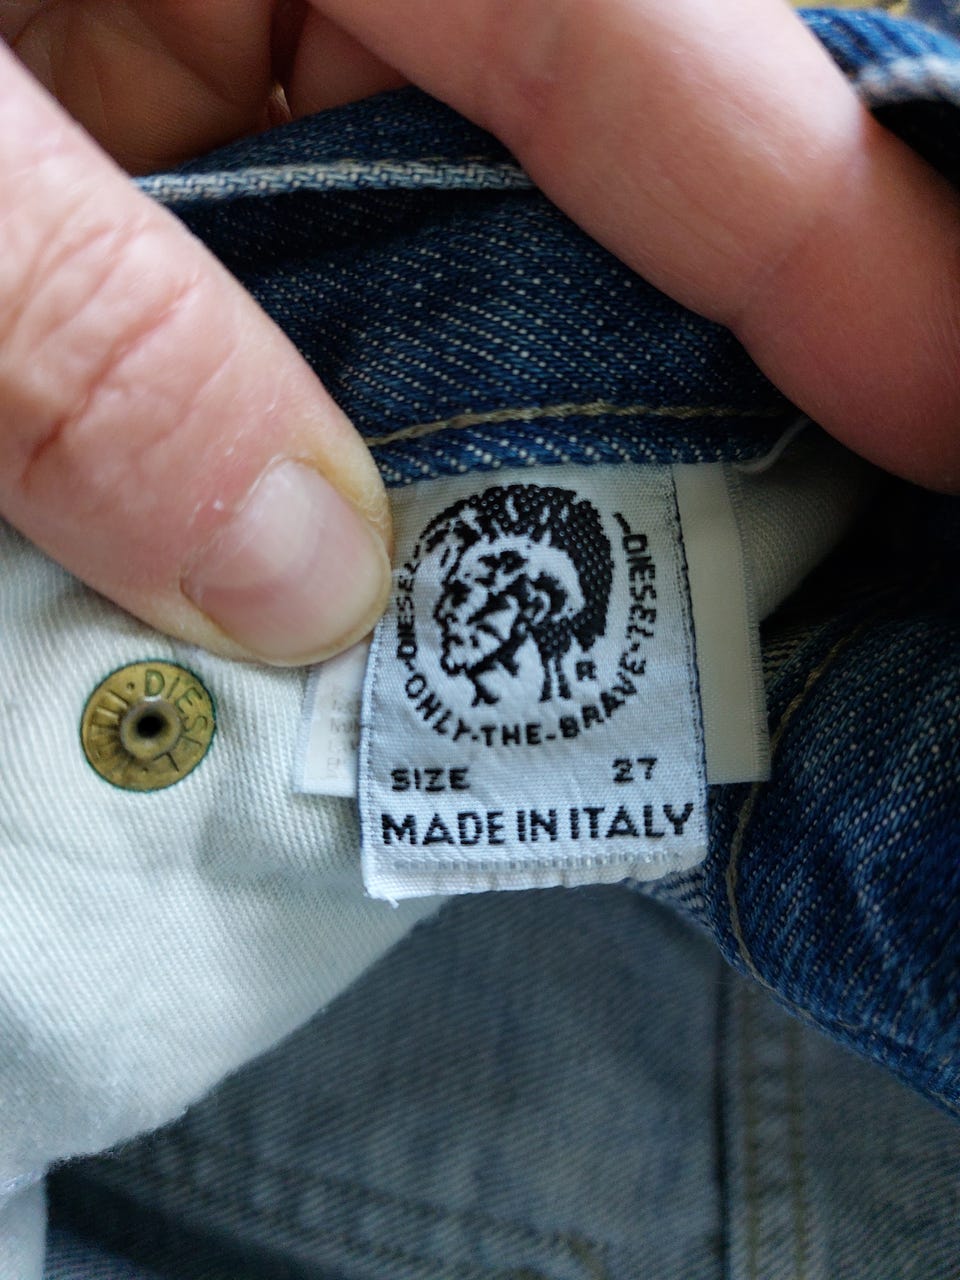 -DIESEL-
DIESEL-ONLY-THE-BRAVE-
R
SIZE 27
MADE IN ITALY
DIESEL